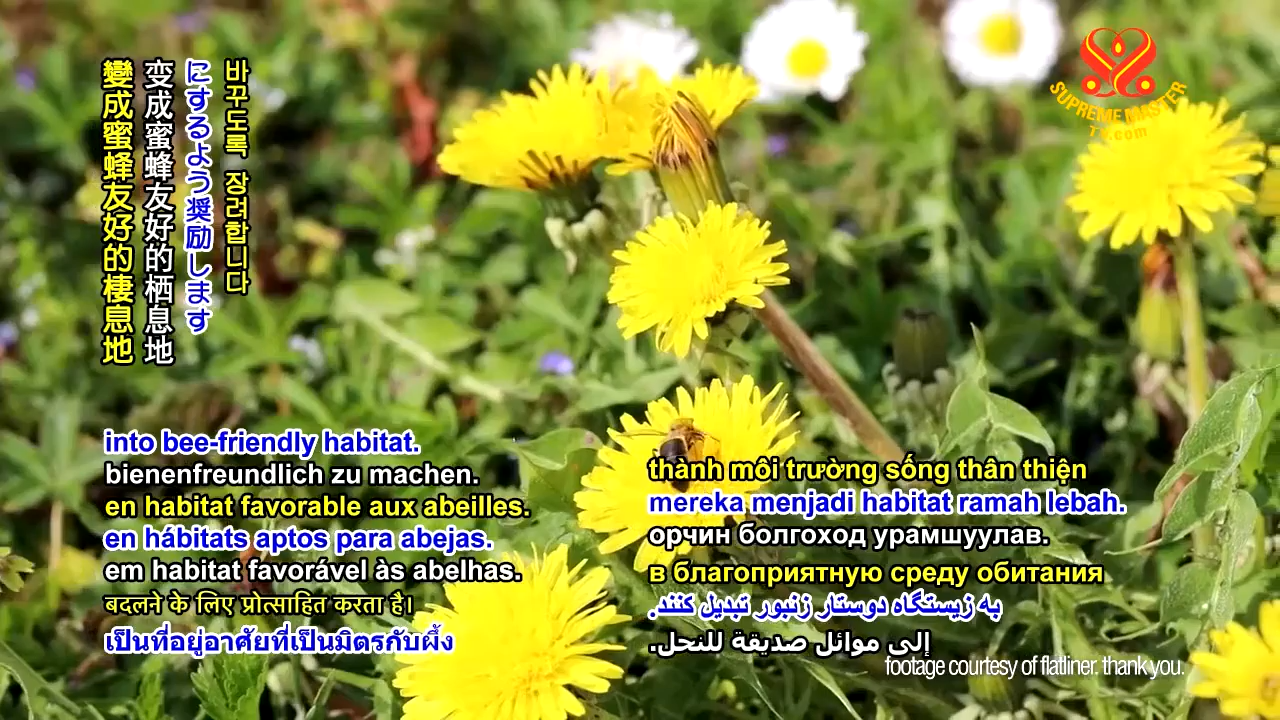 變成蜜蜂友好的棲息地
变成蜜蜂友好的栖息地
にするよう奨励します
바꾸도록 장려합니다
SUPREME MASTER
TV.com
into bee-friendly habitat.
bienenfreundlich zu machen.
en habitat favorable aux abeilles.
en hábitats aptos para abejas.
em habitat favorável às abelhas.
बदलने के लिए प्रोत्साहित करता है।
เป็นที่อยู่อาศัยที่เป็นมิตรกับผึ้ง
thành môi trường sống thân thiện
mereka menjadi habitat ramah lebah.
орчин болгоход урамшуулав.
в благоприятную среду обитания
به زیستگاه دوستار زنبور تبدیل کنند.
إلى موائل صديقة للنحل.
footage courtesy of flatliner. thank you.